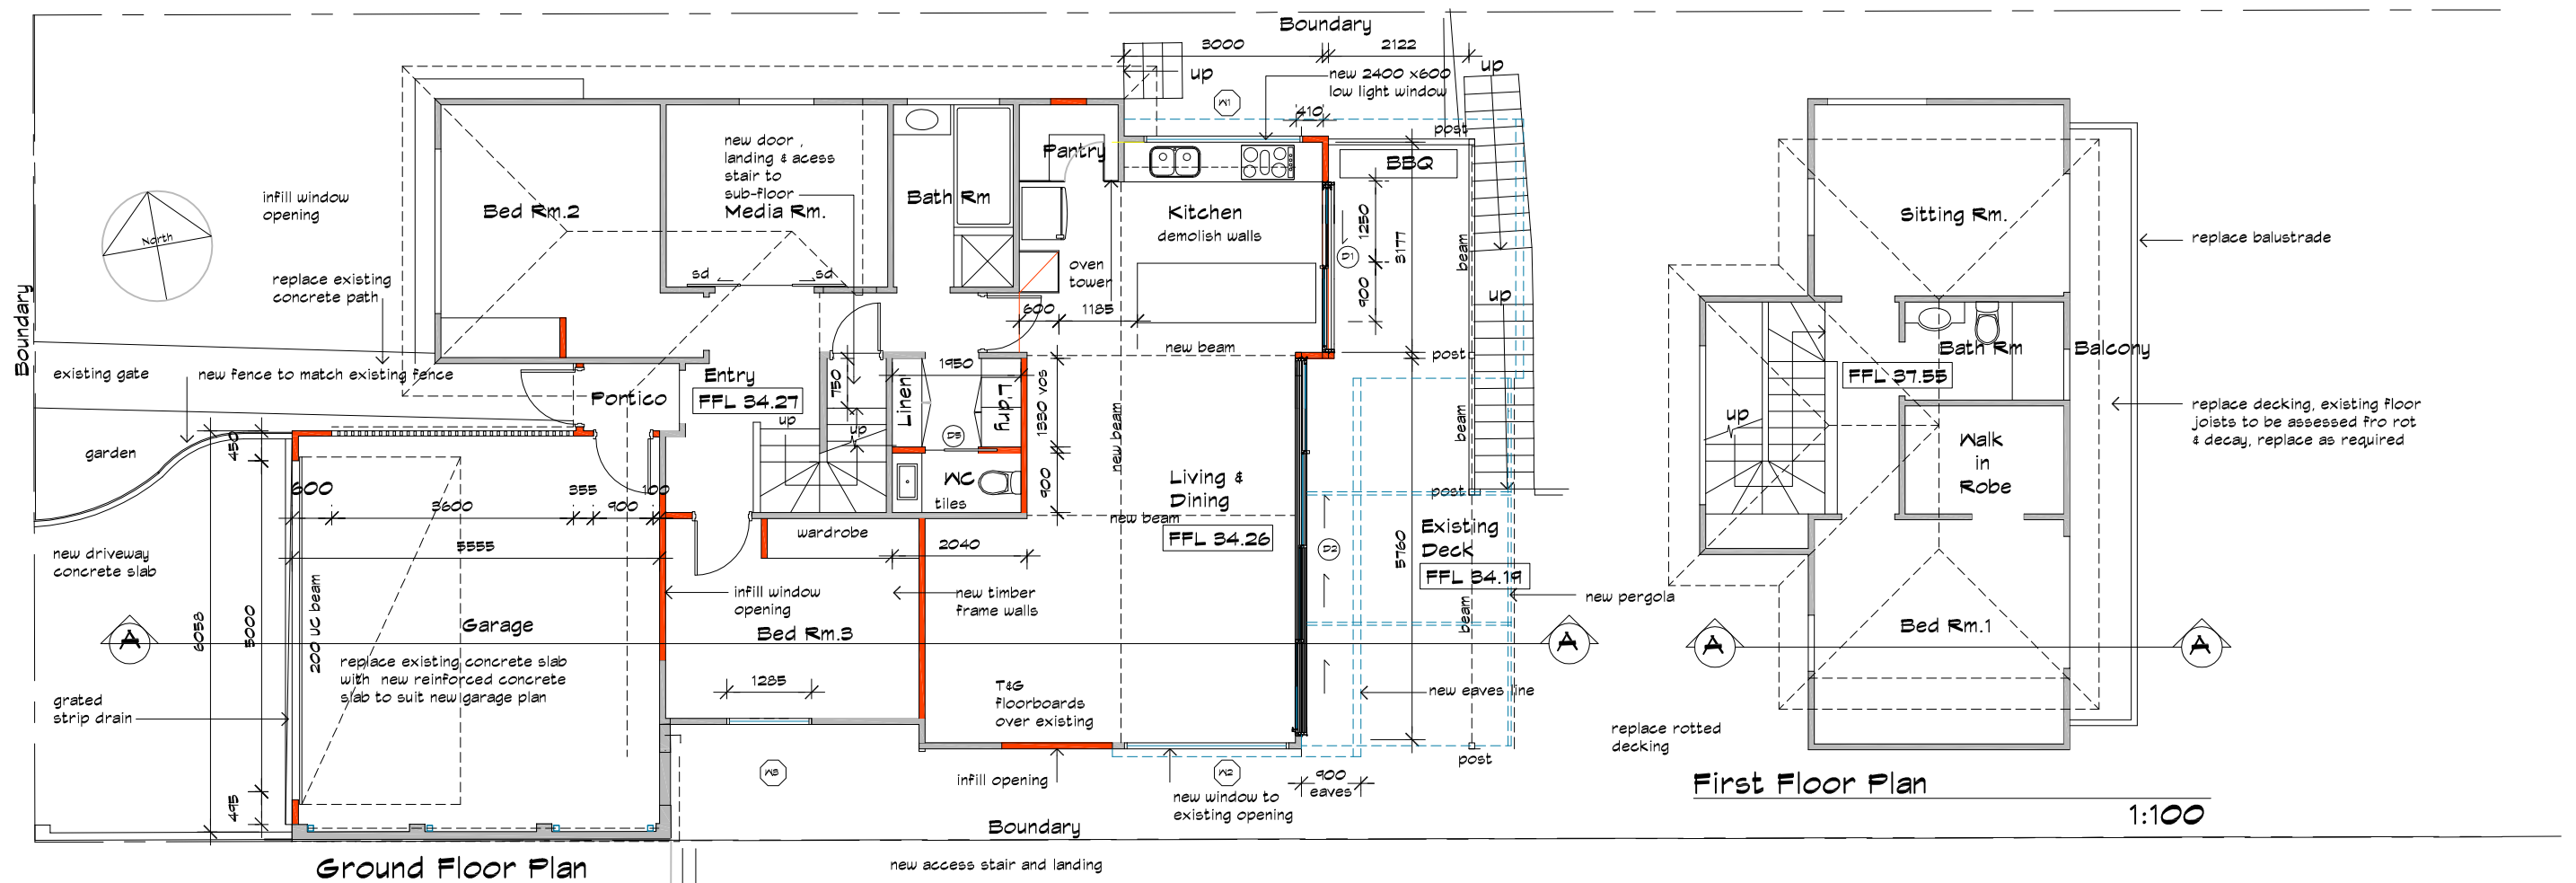 Boundary
3000
2122
up
up
new 2400 x600
low light window
W1
410
post
new door ,
landing & acess
stair to
sub-floor
Pantry
BBQ
infill window
opening
Bed Rm.2
Media Rm.
Bath Rm
Kitchen
demolish walls
1250
3177
beam
D1
North
sd
sd
oven
tower
900
up
replace existing
concrete path
600
1185
new beam
post
Boundary
existing gate
new fence to match existing fence
Entry
FFL 34.27
Portico
750
1950
Linen
L'dry
1330 vos
new beam
beam
up
up
D3
garden
450
600
3600
355
900
100
WC
tiles
900
Living &
Dining
new beam
FFL 34.26
post
Existing
Deck
FFL 34.19
D2
5760
beam
new pergola
wardrobe
2040
5555
new driveway
concrete slab
200 UC beam
infill window
opening
new timber
frame walls
A
6058
5000
Garage
Bed Rm.3
A
replace existing concrete slab
with new reinforced concrete
slab to suit new garage plan
1285
T&G
floorboards
over existing
new eaves line
grated
strip drain
495
W3
infill opening
W2
900
eaves
post
new window to
existing opening
replace rotted
decking
Boundary
Ground Floor Plan
new access stair and landing
Sitting Rm.
replace balustrade
Bath Rm
Balcony
FFL 37.55
up
Walk
in
Robe
replace decking, existing floor
joists to be assessed fro rot
& decay, replace as required
Bed Rm.1
A
A
First Floor Plan
1:100